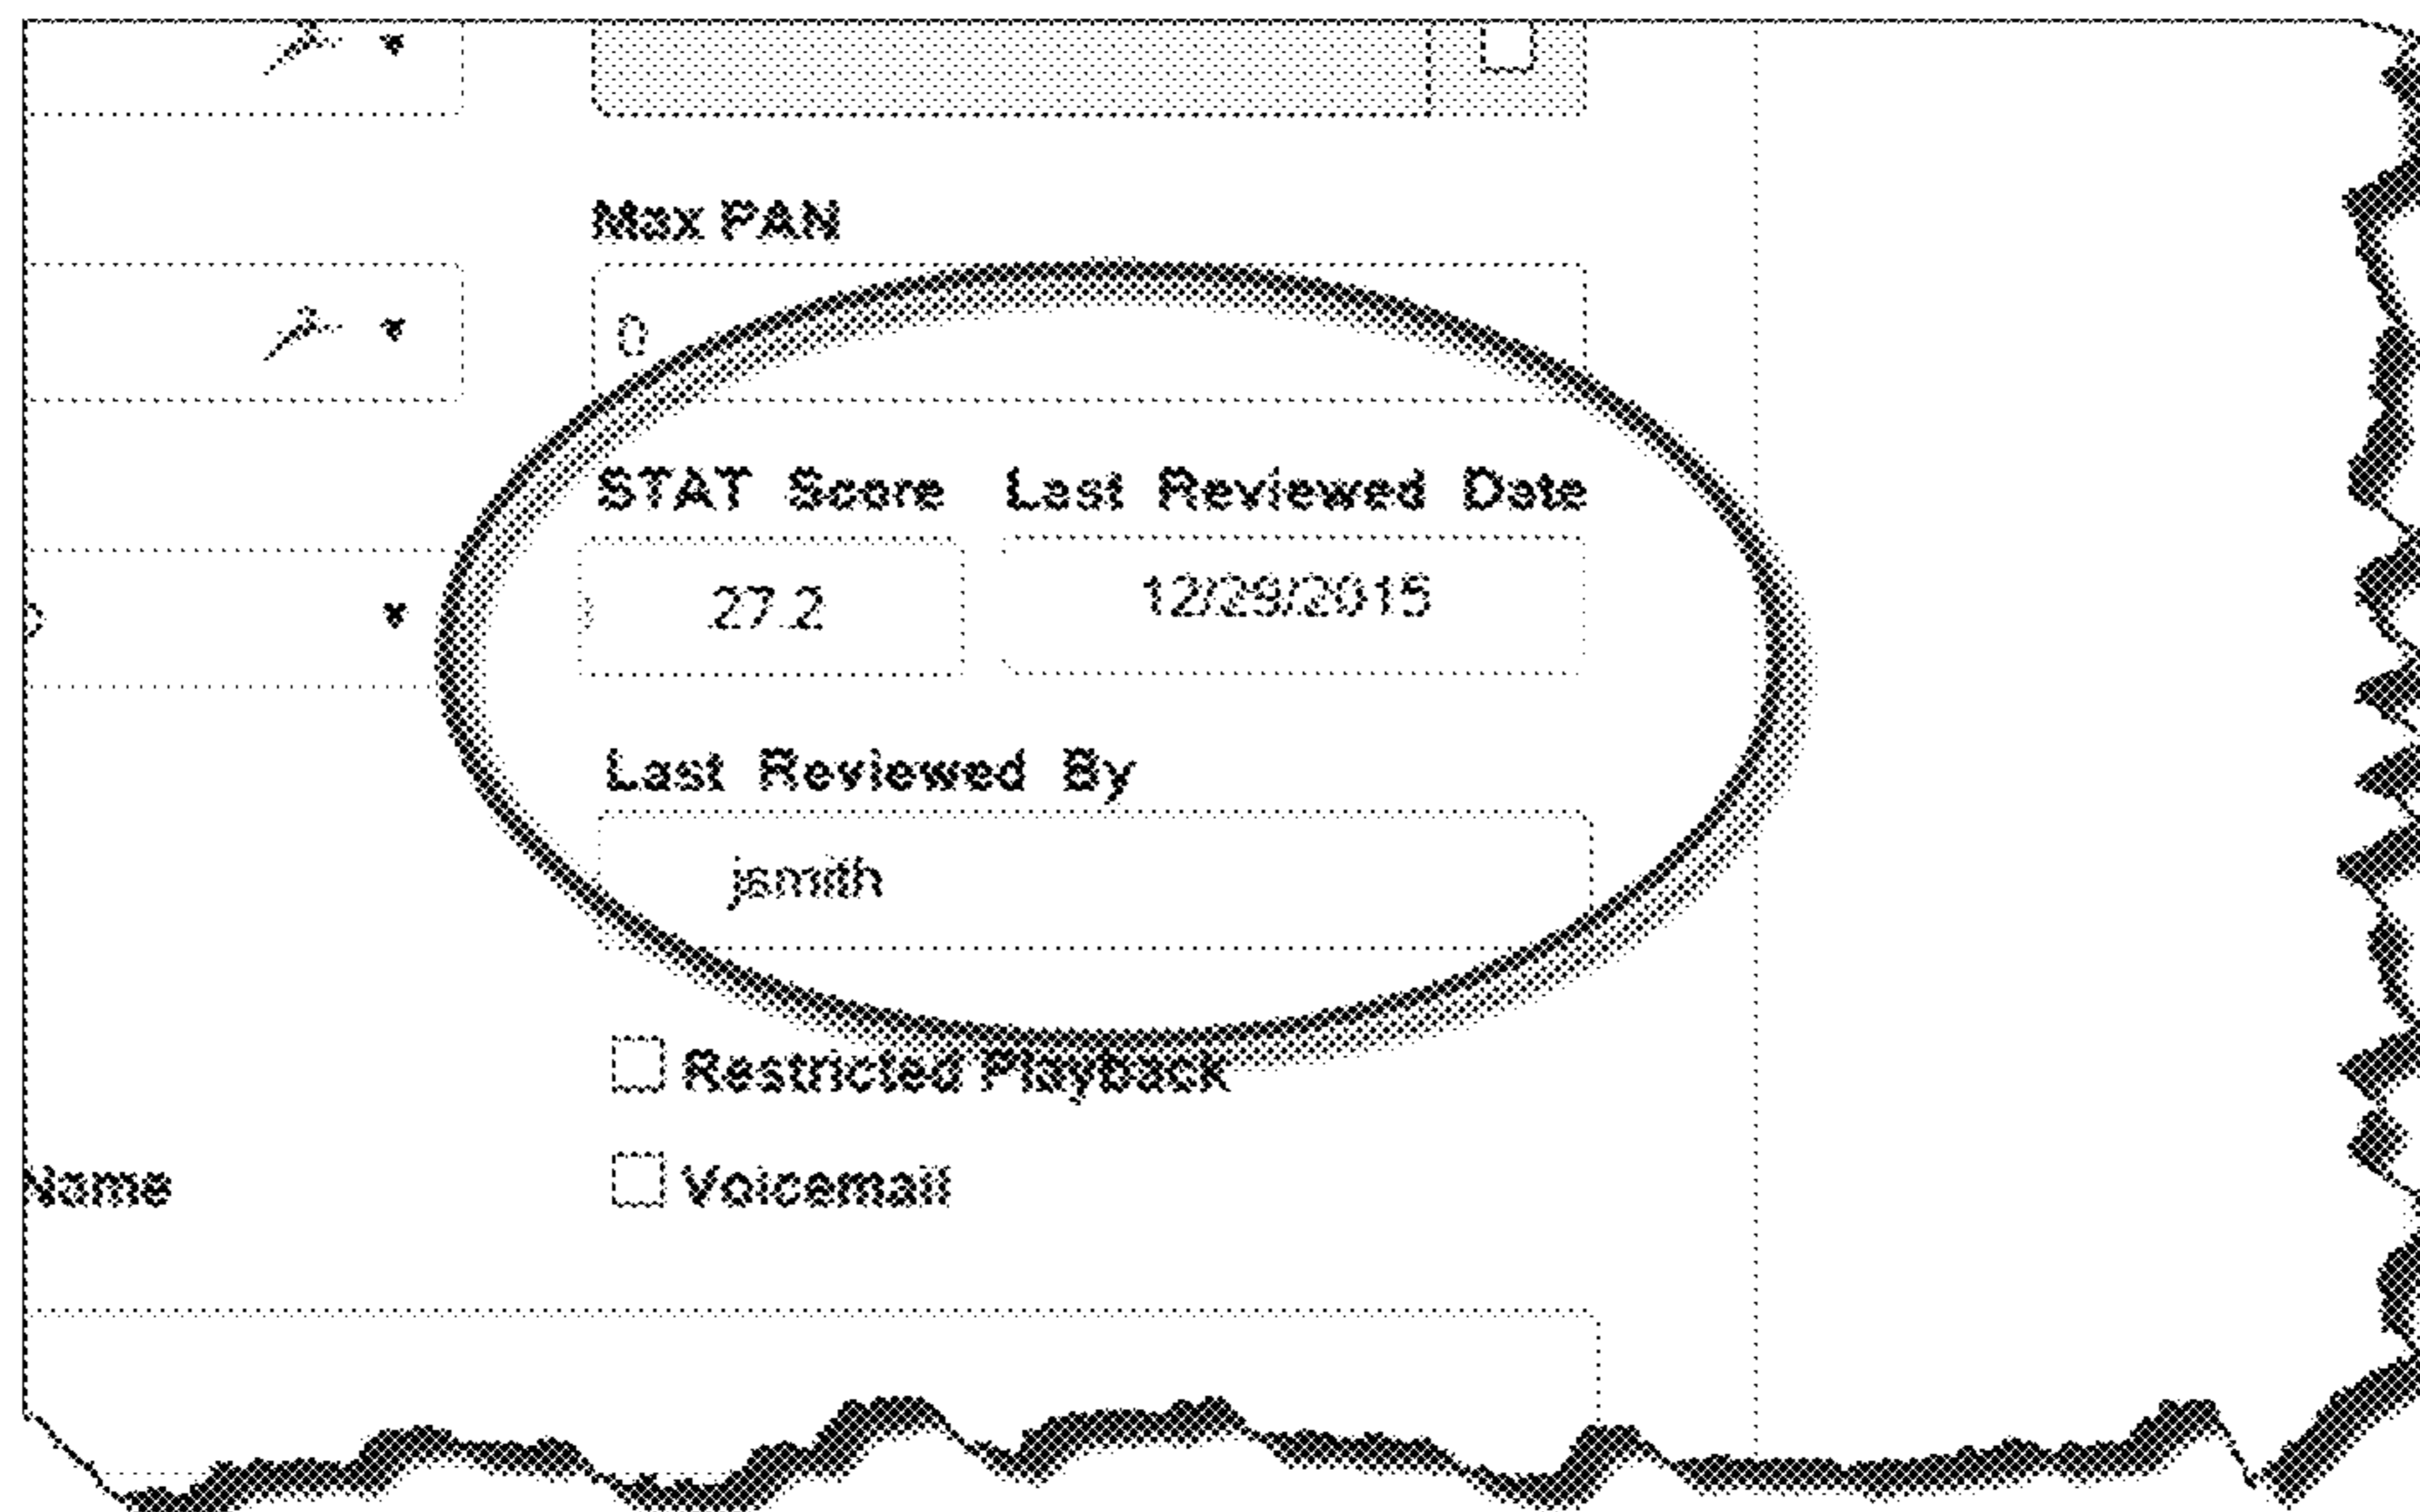 Max PAN
0
STAT Score Last Reviewed Date
27.2 12/29/2015
Last Reviewed By
jsmith
Restricted Playback
Voicemail
Name